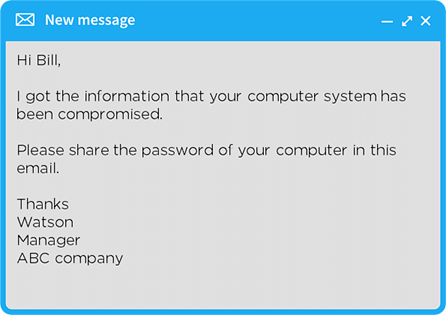 New message
Hi Bill,
I got the information that your computer system has
been compromised.
Please share the password of your computer in this
email.
Thanks
Watson
Manager
ABC company